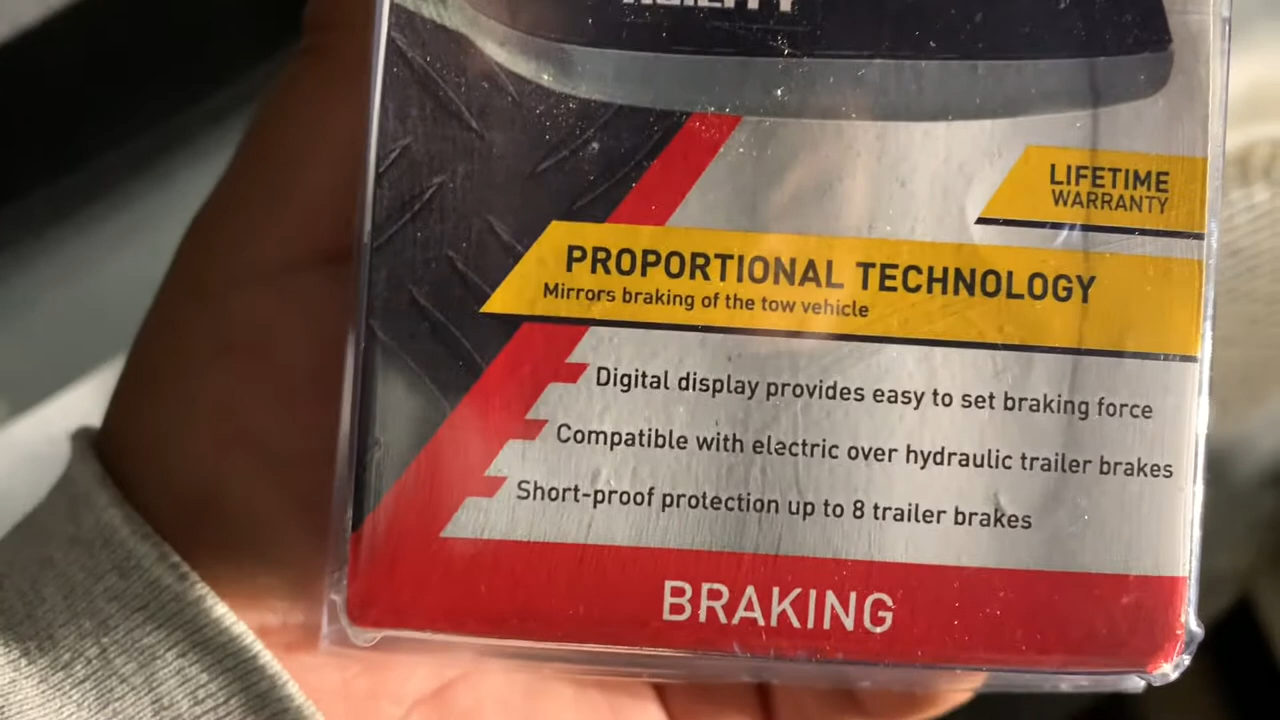 AGILITY
LIFETIME
WARRANTY
PROPORTIONAL TECHNOLOGY
Mirrors braking of the tow vehicle
Digital display provides easy to set braking force
Compatible with electric over hydraulic trailer brakes
Short-proof protection up to 8 trailer brakes
BRAKING